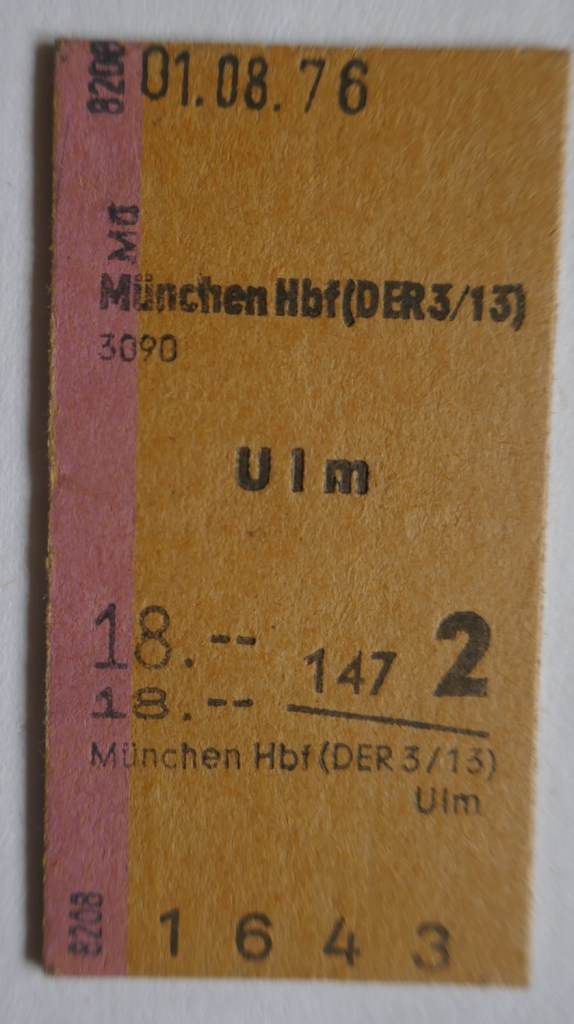 8208
01.08.76
Mü
München Hbf(DER3/13)
3090
Ulm
18.--
147 2
18.--
München Hbf(DER3/13)
Ulm
8208
1643